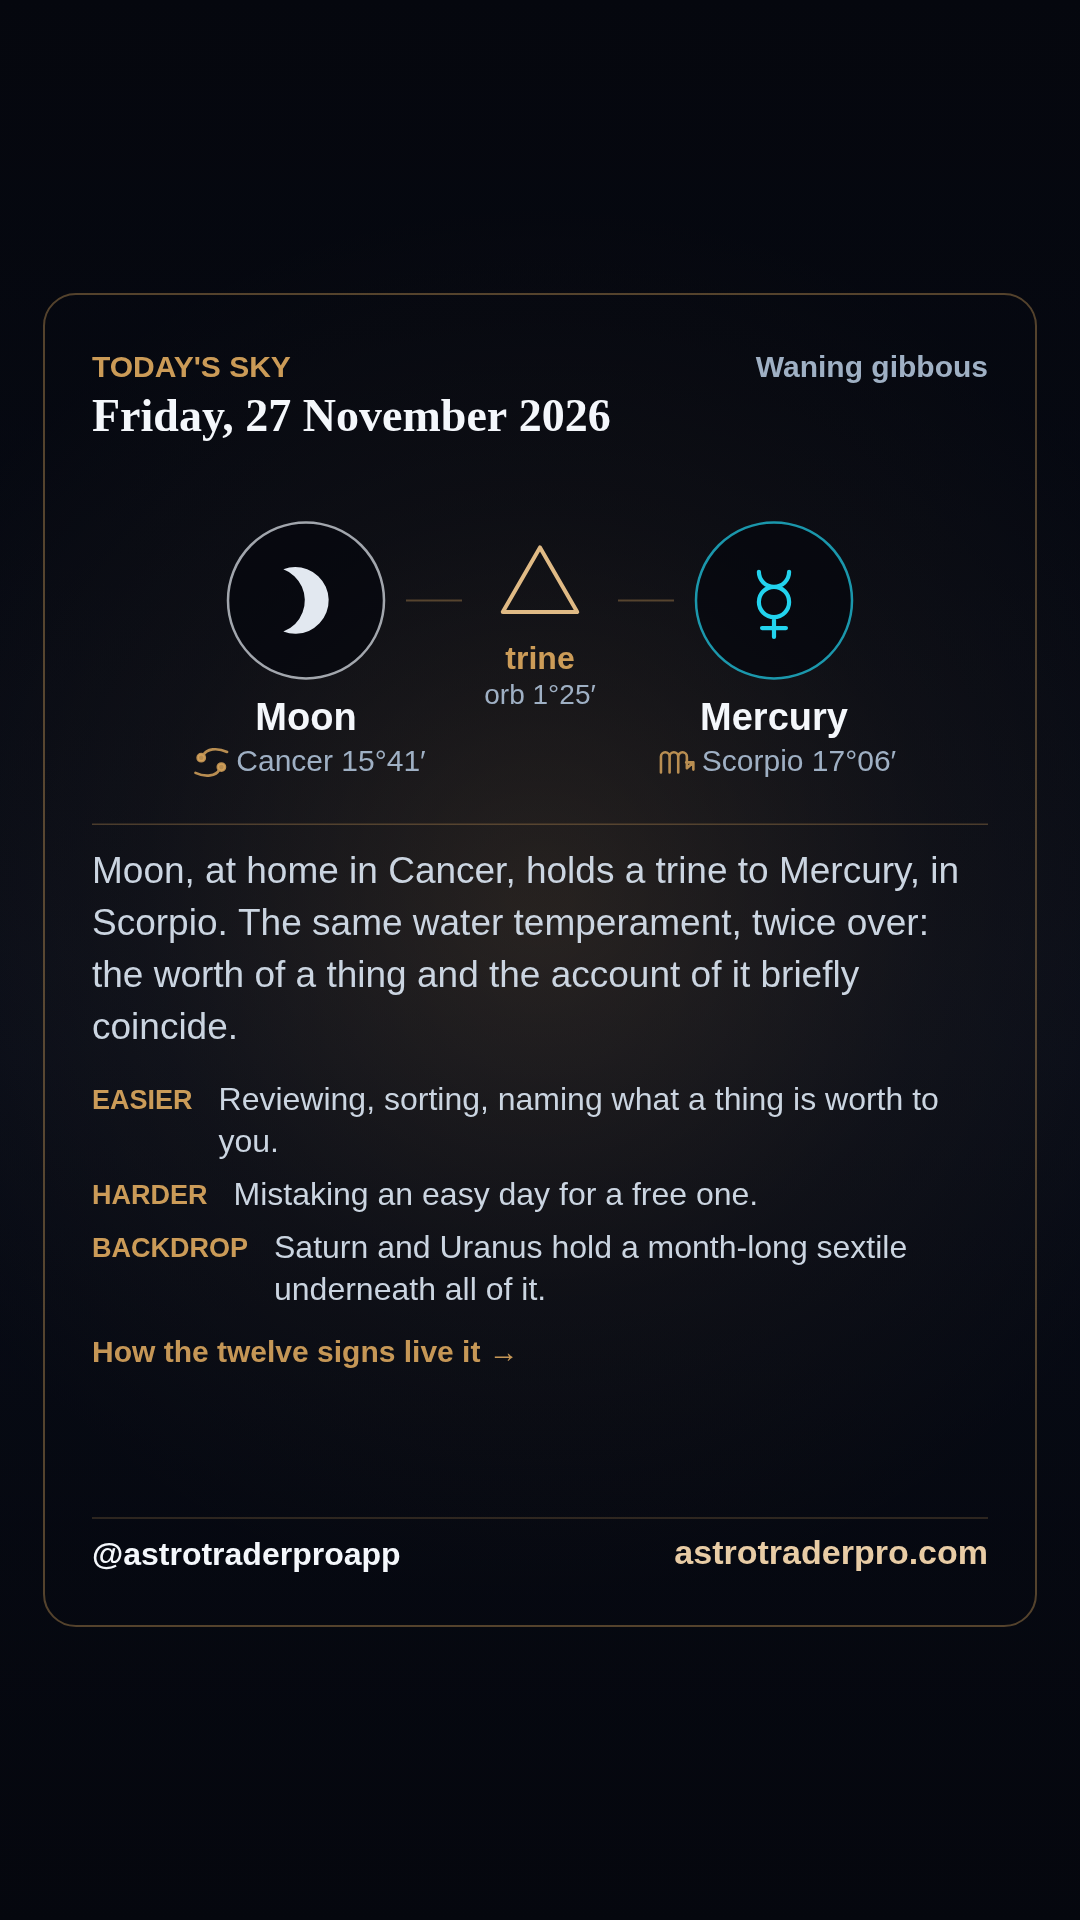 TODAY'S SKY
Waning gibbous
Friday, 27 November 2026
trine
orb 1°25′
Moon
Mercury
Cancer 15°41′
Scorpio 17°06′
Moon, at home in Cancer, holds a trine to Mercury, in
Scorpio. The same water temperament, twice over:
the worth of a thing and the account of it briefly
coincide.
EASIER Reviewing, sorting, naming what a thing is worth to
you.
HARDER Mistaking an easy day for a free one.
BACKDROP Saturn and Uranus hold a month-long sextile
underneath all of it.
How the twelve signs live it →
@astrotraderproapp
astrotraderpro.com